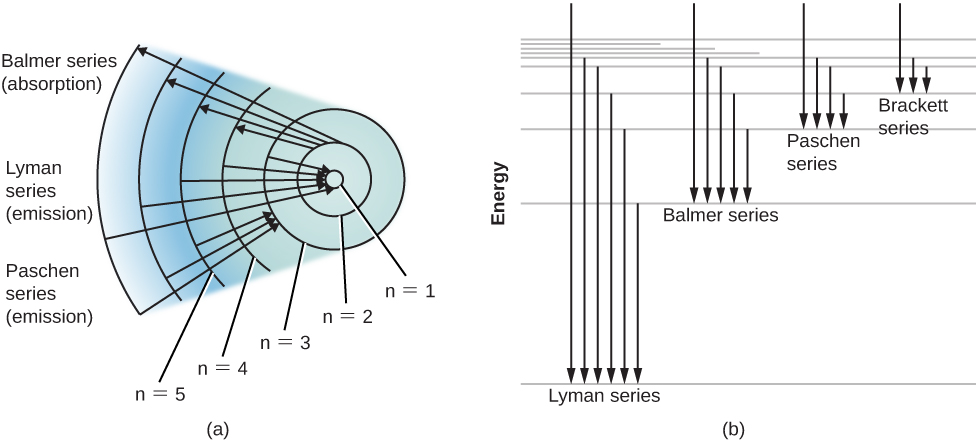 Balmer series
(absorption)
Lyman
series
(emission)
Paschen
series
(emission)
n = 1
n = 2
n = 3
n = 4
n = 5
(a)
Energy
Brackett
series
Paschen
series
Balmer series
Lyman series
(b)